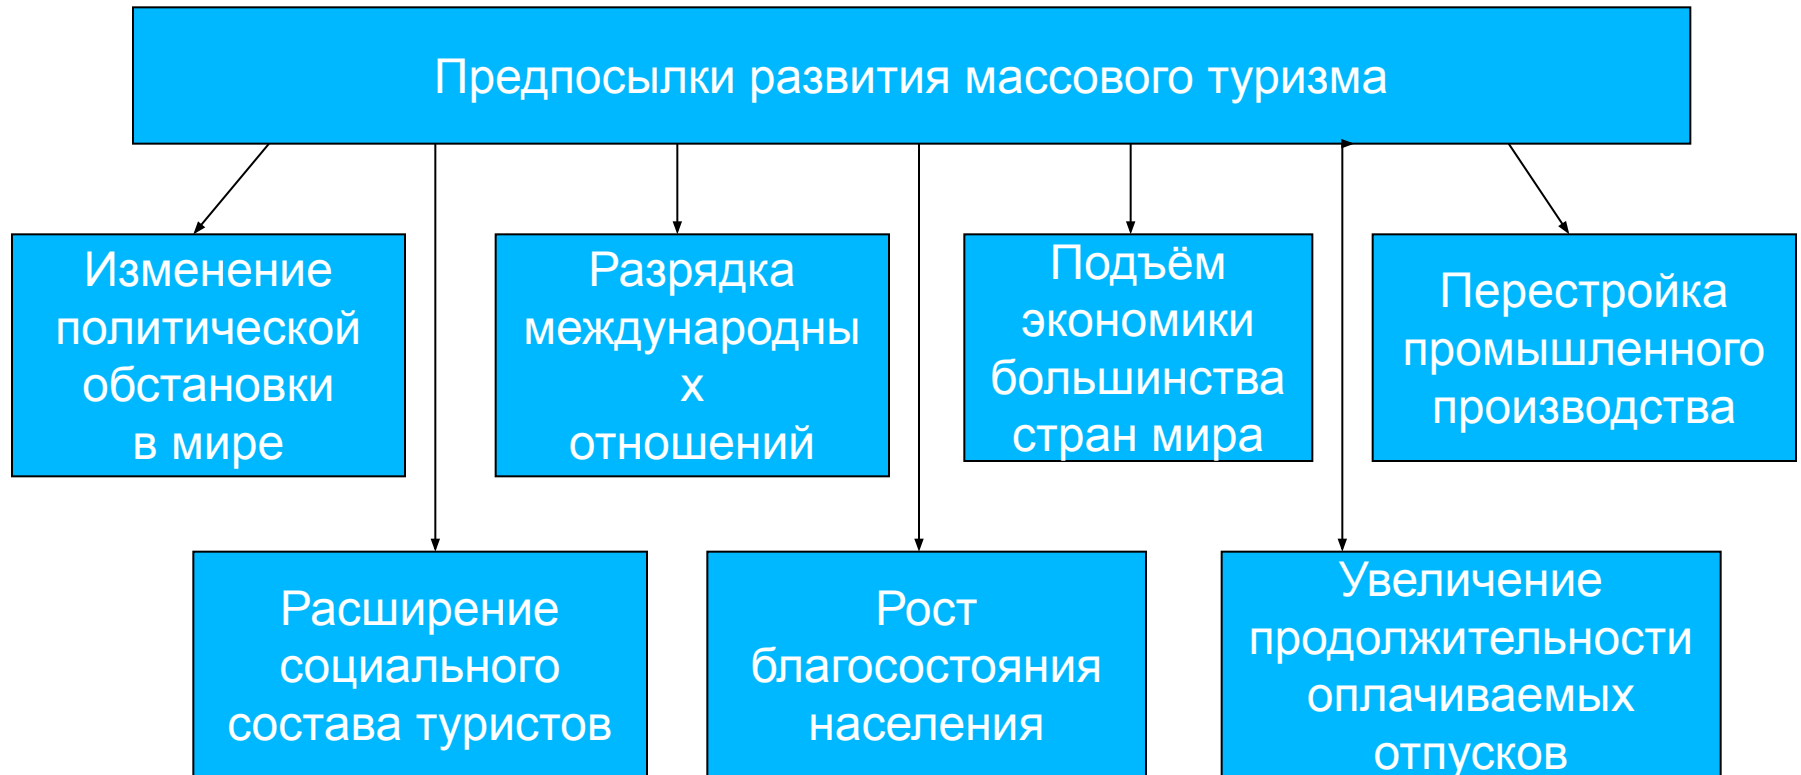 Предпосылки развития массового туризма
Изменение
политической
обстановки
в мире
Разрядка
международны
х
отношений
Подъём
экономики
большинства
стран мира
Перестройка
промышленного
производства
Расширение
социального
состава туристов
Рост
благосостояния
населения
Увеличение
продолжительности
оплачиваемых
отпусков